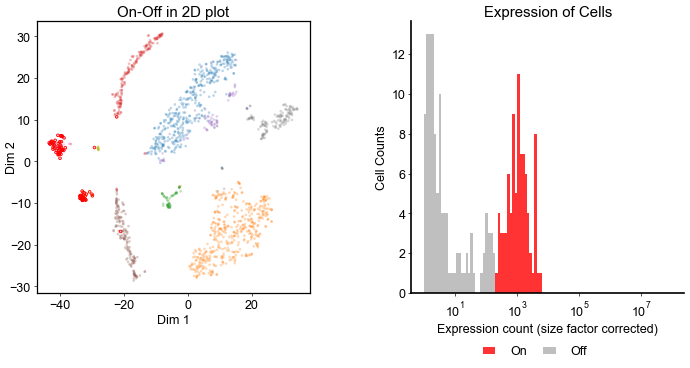 On-Off in 2D plot
Expression of Cells
30
20
10
0
−10
−20
−30
Dim 2
−40
−20
0
20
Dim 1
12
10
8
6
4
2
0
Cell Counts
10^1
10^3
10^5
10^7
Expression count (size factor corrected)
On
Off